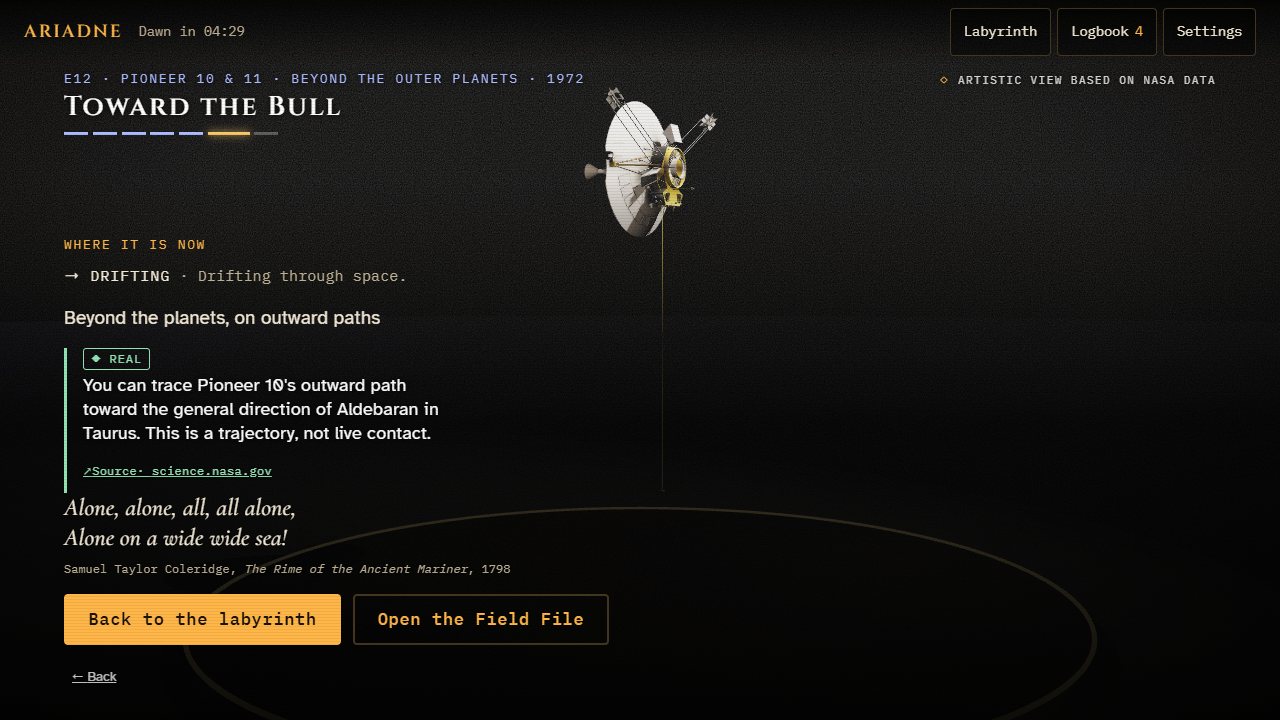 ARIADNE Dawn in 04:29 Labyrinth Logbook 4 Settings
E12 · PIONEER 10 & 11 · BEYOND THE OUTER PLANETS · 1972
◇ ARTISTIC VIEW BASED ON NASA DATA
TOWARD THE BULL
WHERE IT IS NOW
→ DRIFTING · Drifting through space.
Beyond the planets, on outward paths
◆ REAL
You can trace Pioneer 10's outward path
toward the general direction of Aldebaran in
Taurus. This is a trajectory, not live contact.
↗Source· science.nasa.gov
Alone, alone, all, all alone,
Alone on a wide wide sea!
Samuel Taylor Coleridge, The Rime of the Ancient Mariner, 1798
Back to the labyrinth Open the Field File
← Back